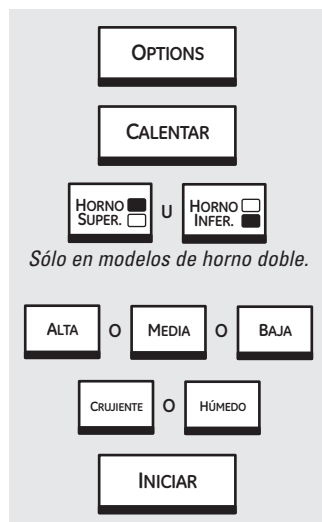 OPTIONS
CALENTAR
HORNO SUPER. U HORNO INFER.
Sólo en modelos de horno doble.
ALTA O MEDIA O BAJA
CRUJIENTE O HÚMEDO
INICIAR